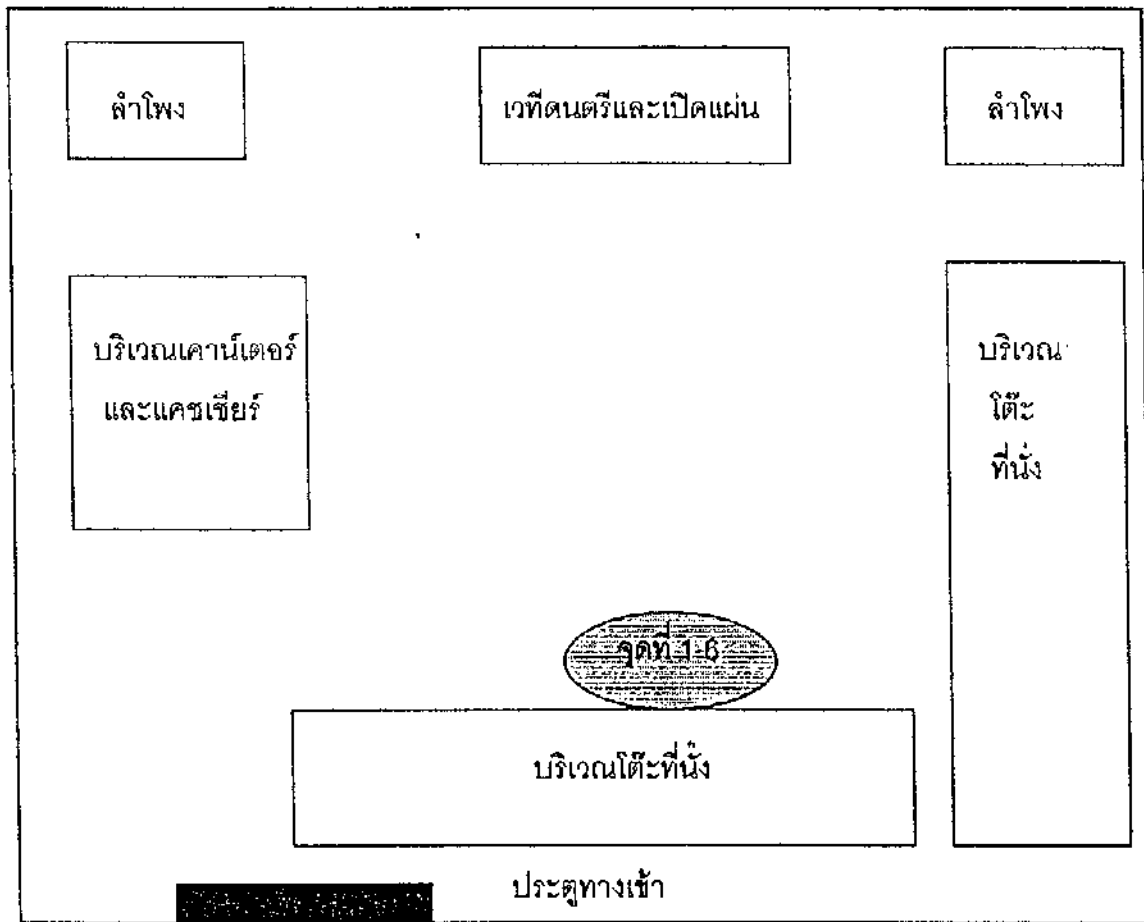 ลำโพง
เวทีดนตรีและเปิดแผ่น
ลำโพง
บริเวณเคาน์เตอร์
และแคชเชียร์
บริเวณ
โต๊ะ
ที่นั่ง
จุดที่ 1-6
บริเวณโต๊ะที่นั่ง
ประตูทางเข้า